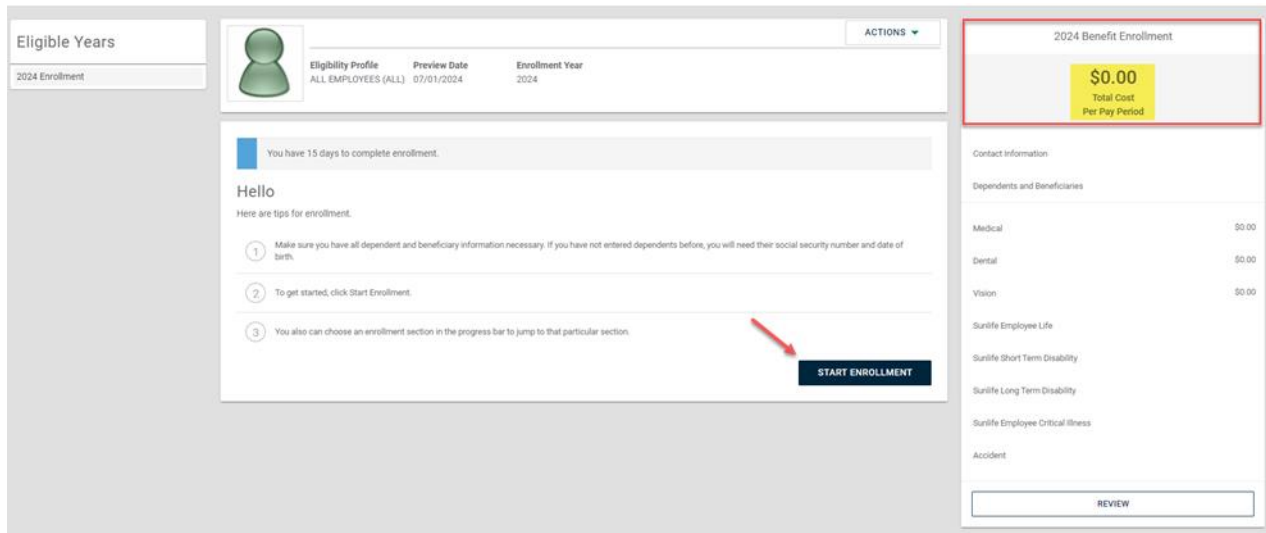 Eligible Years
2024 Enrollment
ACTIONS
Eligibility Profile Preview Date Enrollment Year
ALL EMPLOYEES (ALL) 07/01/2024 2024
You have 15 days to complete enrollment.
Hello
Here are tips for enrollment.
1 Make sure you have all dependent and beneficiary information necessary. If you have not entered dependents before, you will need their social security number and date of
birth.
2 To get started, click Start Enrollment.
3 You also can choose an enrollment section in the progress bar to jump to that particular section.
START ENROLLMENT
2024 Benefit Enrollment
$0.00
Total Cost
Per Pay Period
Contact Information
Dependents and Beneficiaries
Medical $0.00
Dental $0.00
Vision $0.00
Sunlife Employee Life
Sunlife Short Term Disability
Sunlife Long Term Disability
Sunlife Employee Critical Illness
Accident
REVIEW